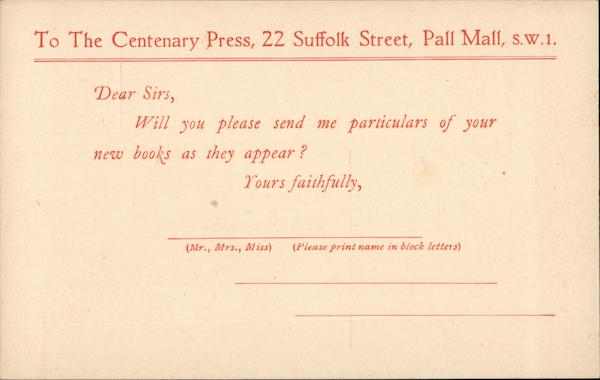 To The Centenary Press, 22 Suffolk Street, Pall Mall, S.W.1.
Dear Sirs,
Will you please send me particulars of your
new books as they appear?
Yours faithfully,
(Mr., Mrs., Miss) (Please print name in block letters)